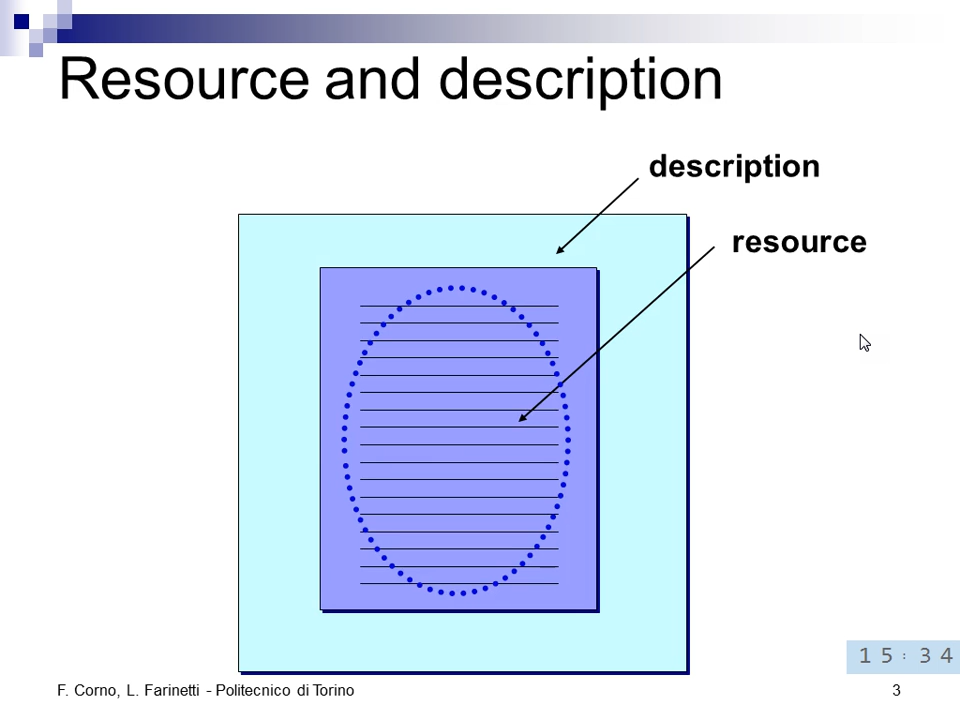 Resource and description
description
resource
15:34
F. Corno, L. Farinetti - Politecnico di Torino
3